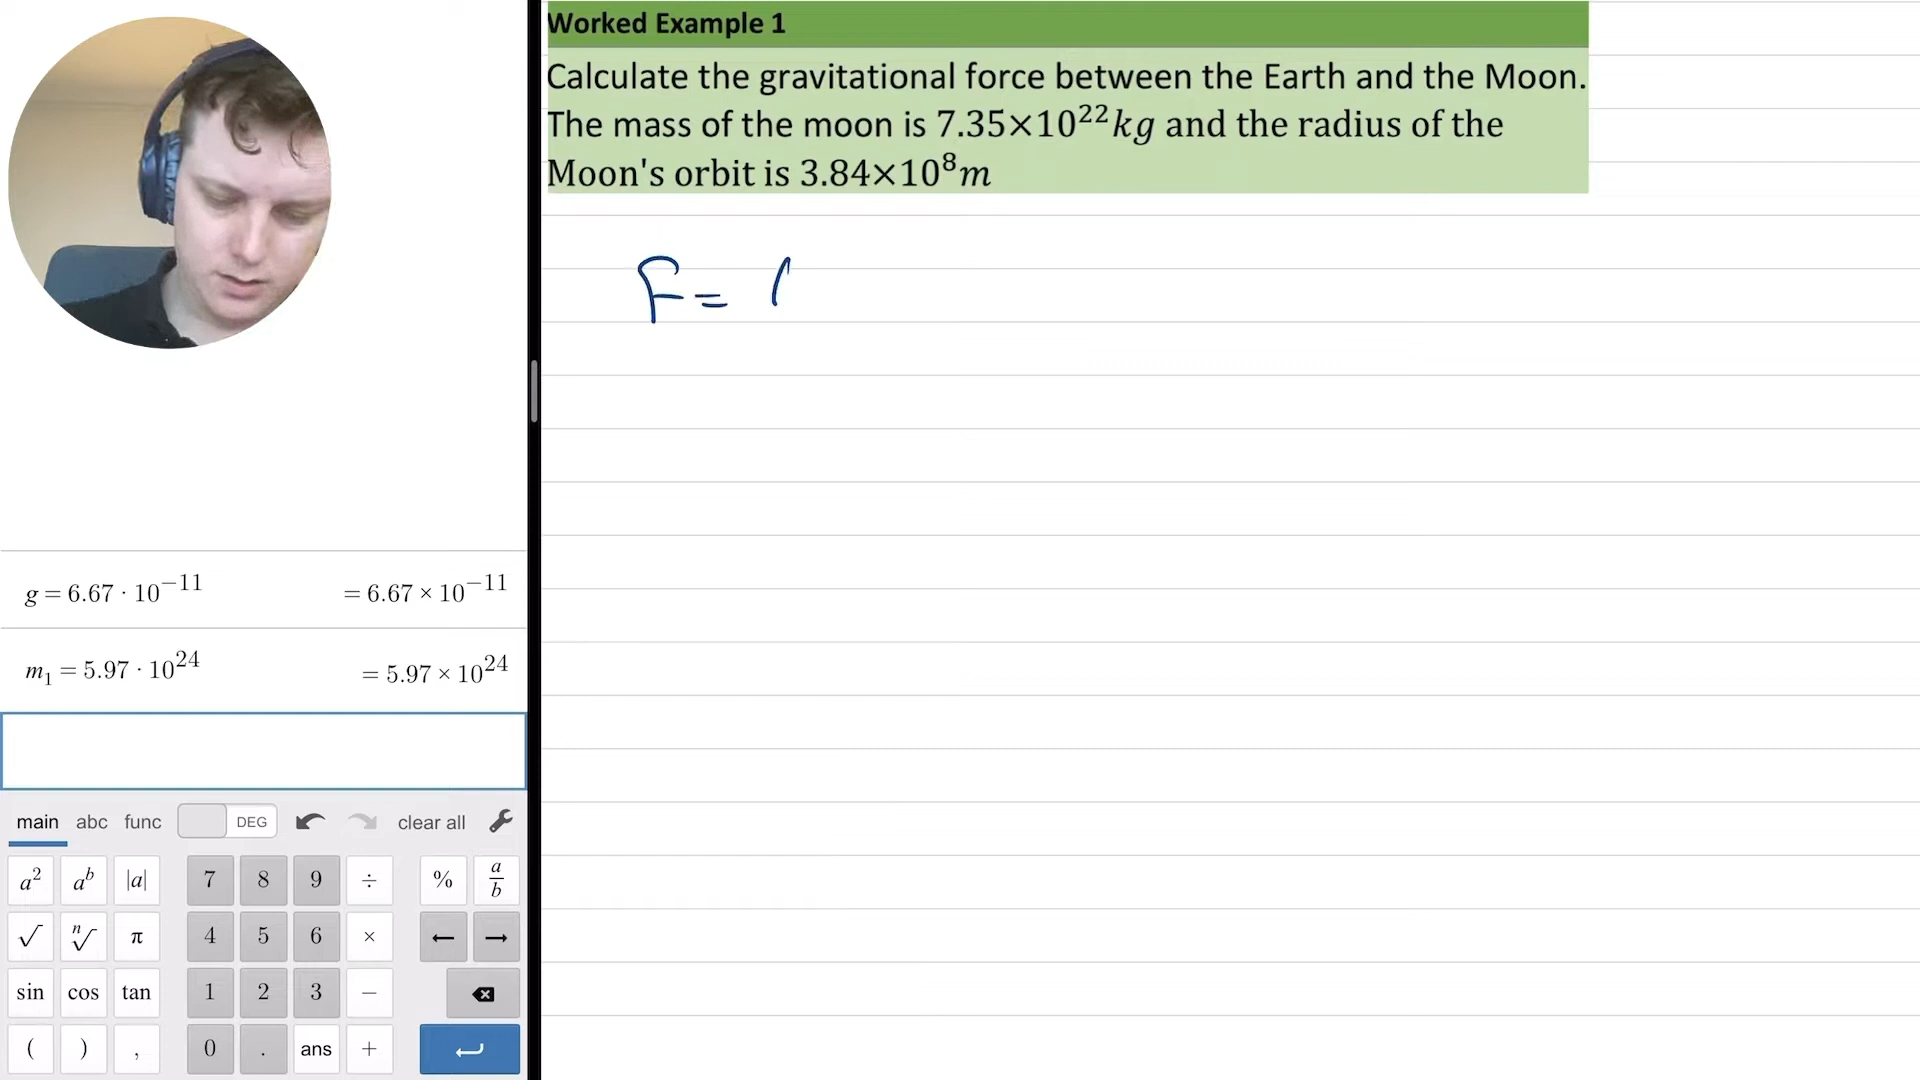 Worked Example 1
Calculate the gravitational force between the Earth and the Moon.
The mass of the moon is 7.35×10²²kg and the radius of the
Moon's orbit is 3.84×10⁸m
F = (
g = 6.67 · 10⁻¹¹ = 6.67 × 10⁻¹¹
m₁ = 5.97 · 10²⁴ = 5.97 × 10²⁴
main abc func DEG clear all
a² aᵇ |a| 7 8 9 ÷ % a/b
√ ⁿ√ π 4 5 6 × ← →
sin cos tan 1 2 3 −
( ) , 0 . ans +